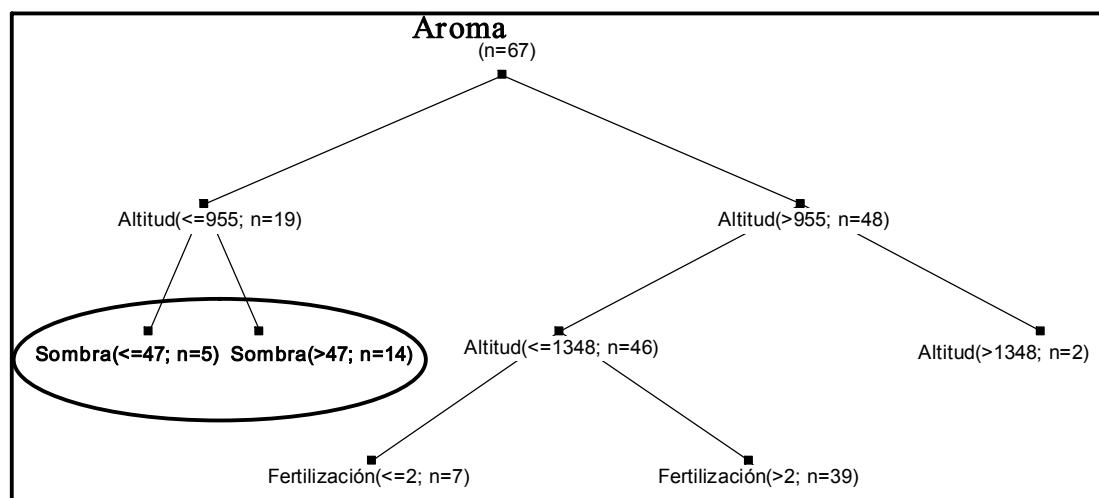 Aroma
(n=67)
Altitud(<=955; n=19)
Altitud(>955; n=48)
Sombra(<=47; n=5)
Sombra(>47; n=14)
Altitud(<=1348; n=46)
Altitud(>1348; n=2)
Fertilización(<=2; n=7)
Fertilización(>2; n=39)